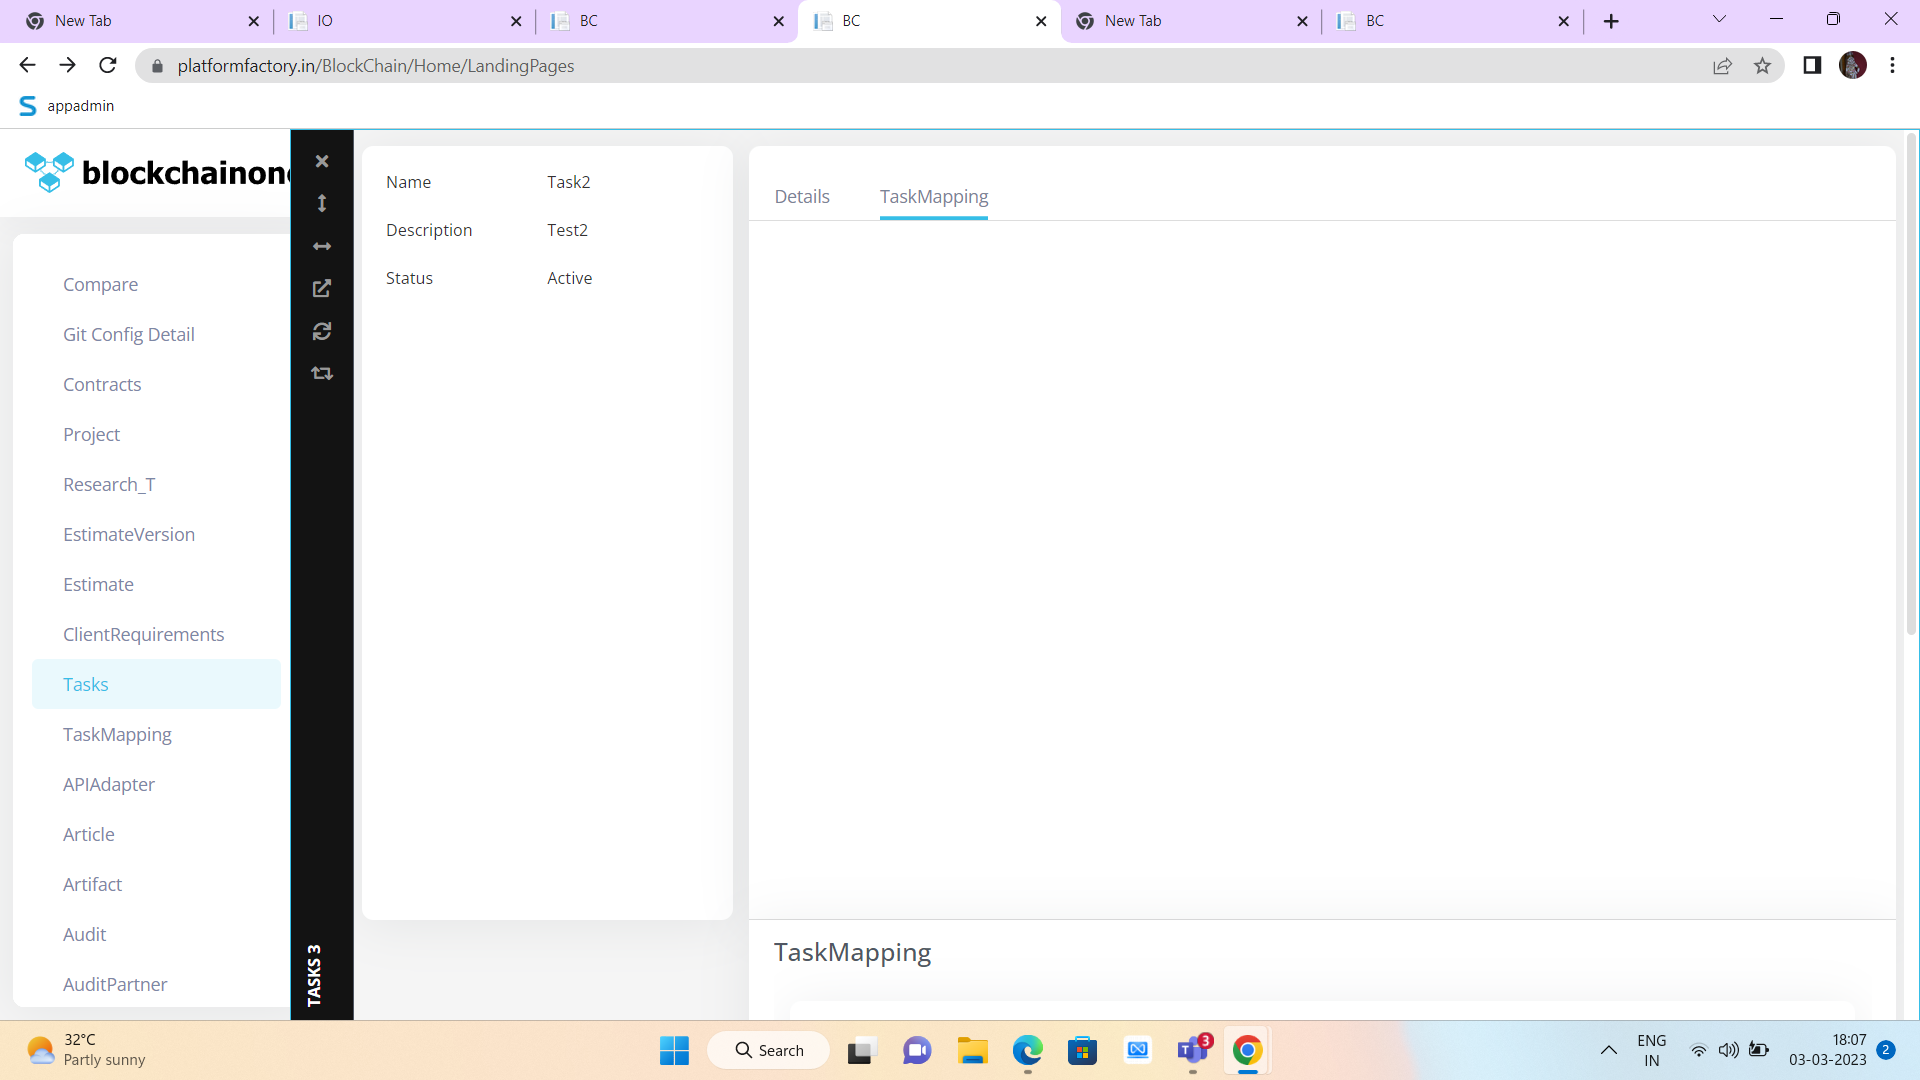 New Tab
IO
BC
BC
New Tab
BC
platformfactory.in/BlockChain/Home/LandingPages
appadmin
blockchainon
Compare
Git Config Detail
Contracts
Project
Research_T
EstimateVersion
Estimate
ClientRequirements
Tasks
TaskMapping
APIAdapter
Article
Artifact
Audit
AuditPartner
TASKS 3
Name Task2
Description Test2
Status Active
Details TaskMapping
TaskMapping
32°C
Partly sunny
Search
3
ENG
IN
18:07
03-03-2023
2